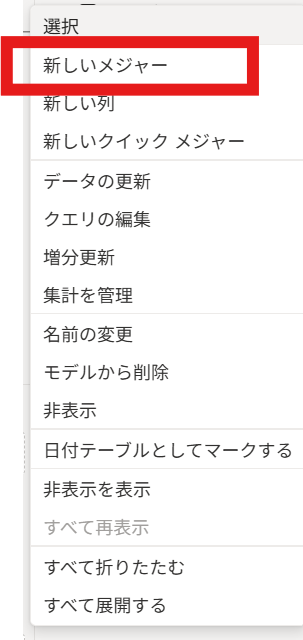 選択
新しいメジャー
新しい列
新しいクイック メジャー
データの更新
クエリの編集
増分更新
集計を管理
名前の変更
モデルから削除
非表示
日付テーブルとしてマークする
非表示を表示
すべて再表示
すべて折りたたむ
すべて展開する